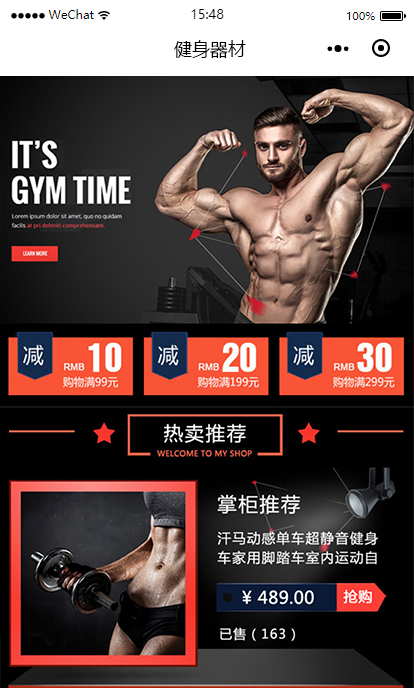 WeChat 15:48 100%
健身器材
IT'S
GYM TIME
Lorem ipsum dolor sit amet, quo no quidam
facilis at pri deleniti comprehensam.
LEARN MORE
减 RMB 10
购物满99元
减 RMB 20
购物满199元
减 RMB 30
购物满299元
热卖推荐
WELCOME TO MY SHOP
掌柜推荐
汗马动感单车超静音健身
车家用脚踏车室内运动自
¥ 489.00 抢购
已售（163）